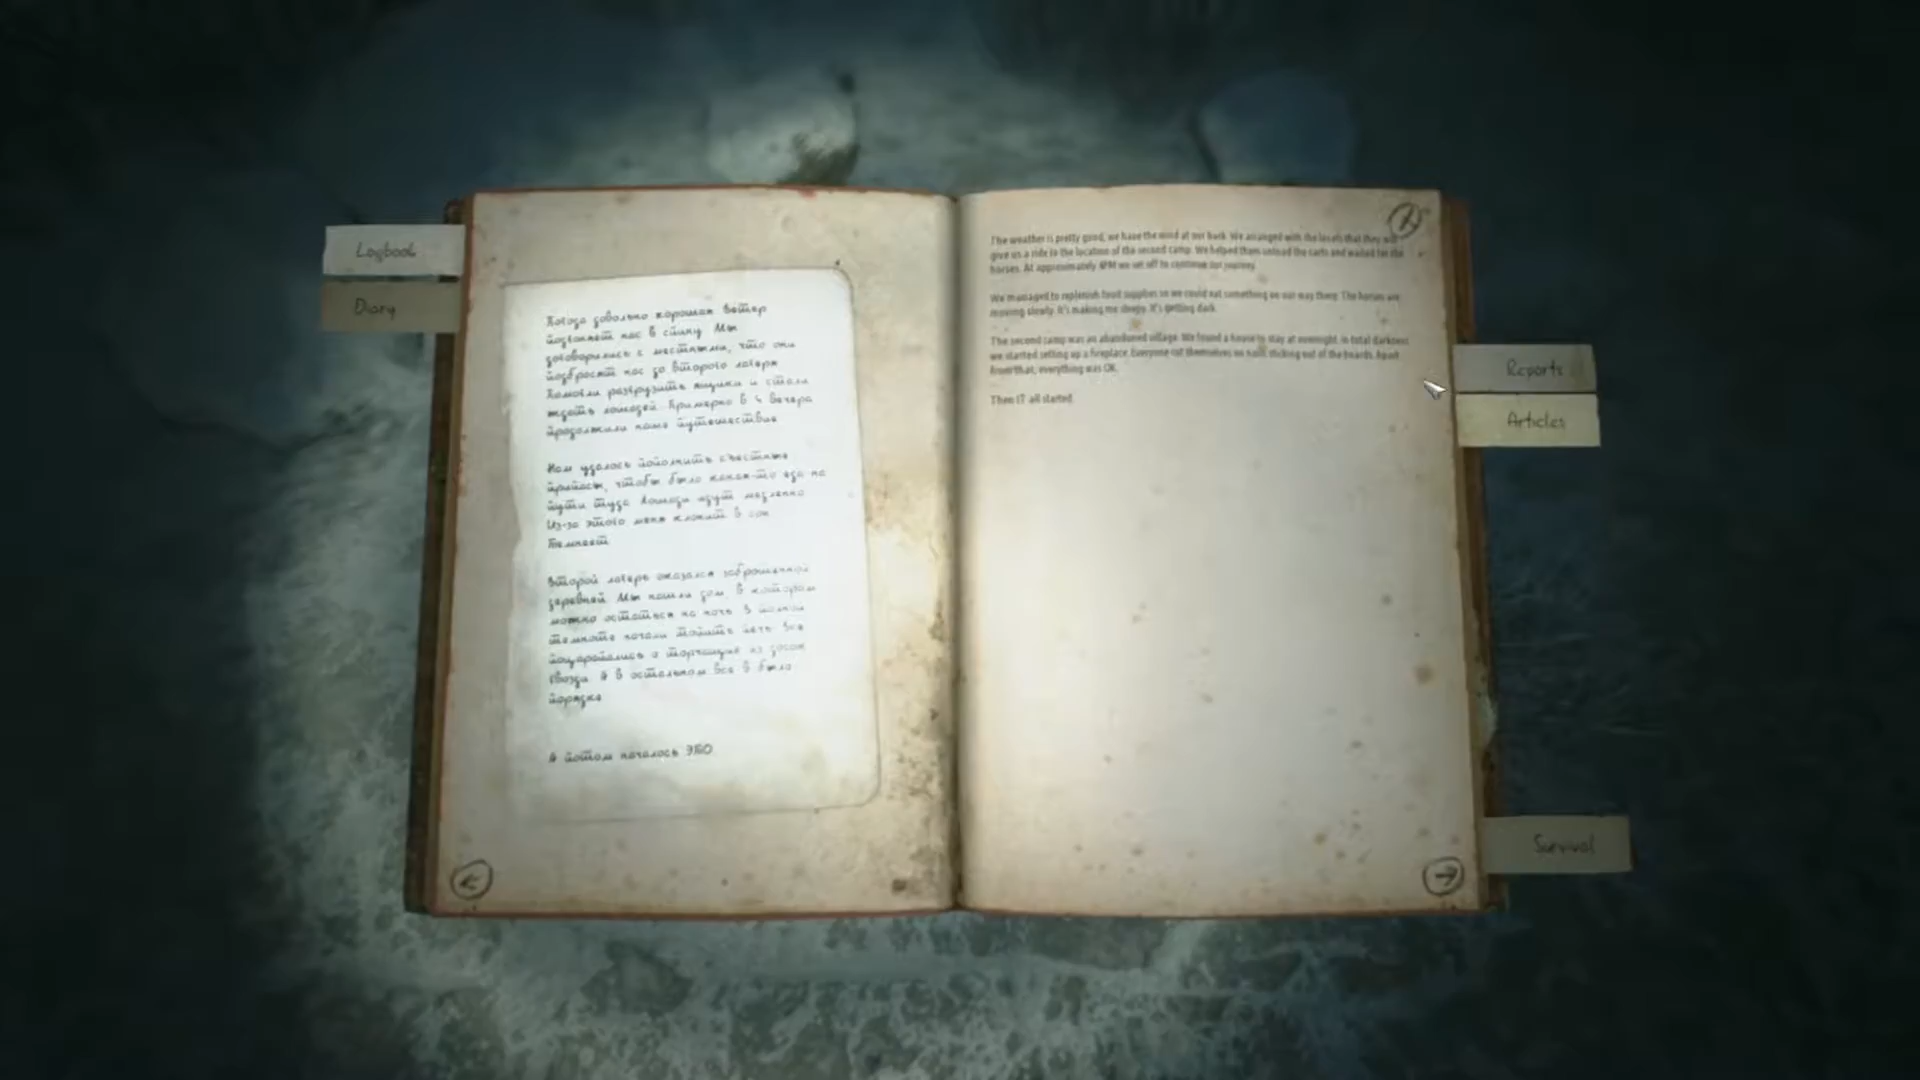 Logbook
Diary
Погода довольно хорошая Ветер
подгоняет нас в спину Мы
договорились с местными, что они
подбросят нас до второго лагеря
Помогли разгрузить ящики и стали
ждать лошадей. Примерно в 4 вечера
продолжили наше путешествие
Нам удалось пополнить съестные
припасы, чтобы было какая-то еда на
пути туда Лошади идут медленно
Из-за этого меня клонит в сон
Темнеет
Второй лагерь оказался заброшенной
деревней Мы нашли дом в котором
можно остаться на ночь В полной
темноте начали топить печь Все
поцарапались о торчащие из досок
гвозди А в остальном все в было
порядке
А потом началось ЭТО
The weather is pretty good, we have the wind at our back. We arranged with the locals that they will
give us a ride to the location of the second camp. We helped them unload the carts and waited for the
horses. At approximately 4PM we set off to continue our journey.
We managed to replenish food supplies so we could eat something on our way there. The horses are
moving slowly. It's making me sleepy. It's getting dark.
The second camp was an abandoned village. We found a house to stay at overnight. In total darkness
we started setting up a fireplace. Everyone cut themselves on nails sticking out of the boards. Apart
from that, everything was OK.
Then IT all started.
Reports
Articles
Survival